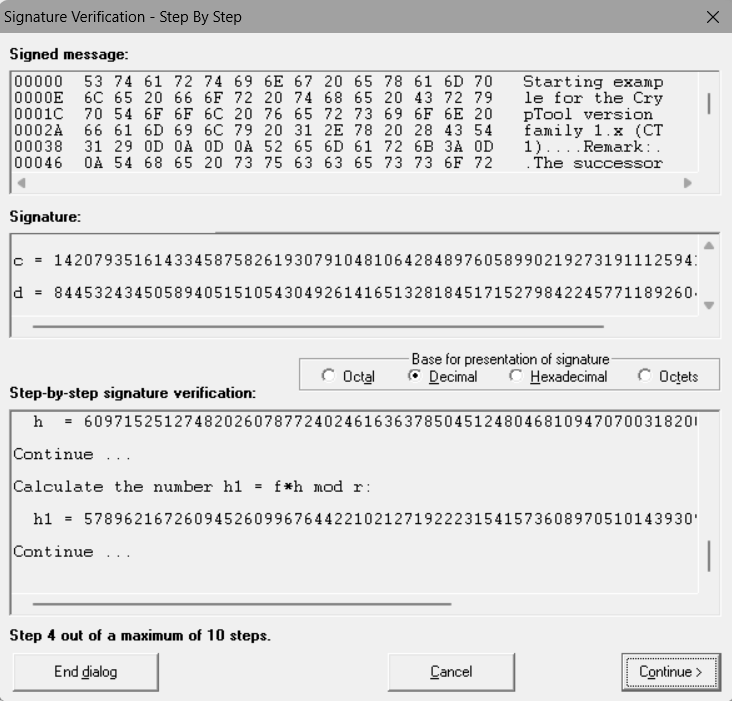 Signature Verification - Step By Step
Signed message:
00000 53 74 61 72 74 69 6E 67 20 65 78 61 6D 70 Starting examp
0000E 6C 65 20 66 6F 72 20 74 68 65 20 43 72 79 le for the Cry
0001C 70 54 6F 6F 6C 20 76 65 72 73 69 6F 6E 20 pTool version
0002A 66 61 6D 69 6C 79 20 31 2E 78 20 28 43 54 family 1.x (CT
00038 31 29 0D 0A 0D 0A 52 65 6D 61 72 6B 3A 0D 1)....Remark:.
00046 0A 54 68 65 20 73 75 63 63 65 73 73 6F 72 .The successor
Signature:
c = 14207935161433458758261930791048106428489760589902192731911125941
d = 84453243450589405151054304926141651328184517152798422457711892604
Base for presentation of signature
Octal Decimal Hexadecimal Octets
Step-by-step signature verification:
h = 609715251274820260787724024616363785045124804681094707003182006
Continue ...
Calculate the number h1 = f*h mod r:
h1 = 57896216726094526099676442210212719222315415736089705101439309
Continue ...
Step 4 out of a maximum of 10 steps.
End dialog Cancel Continue >